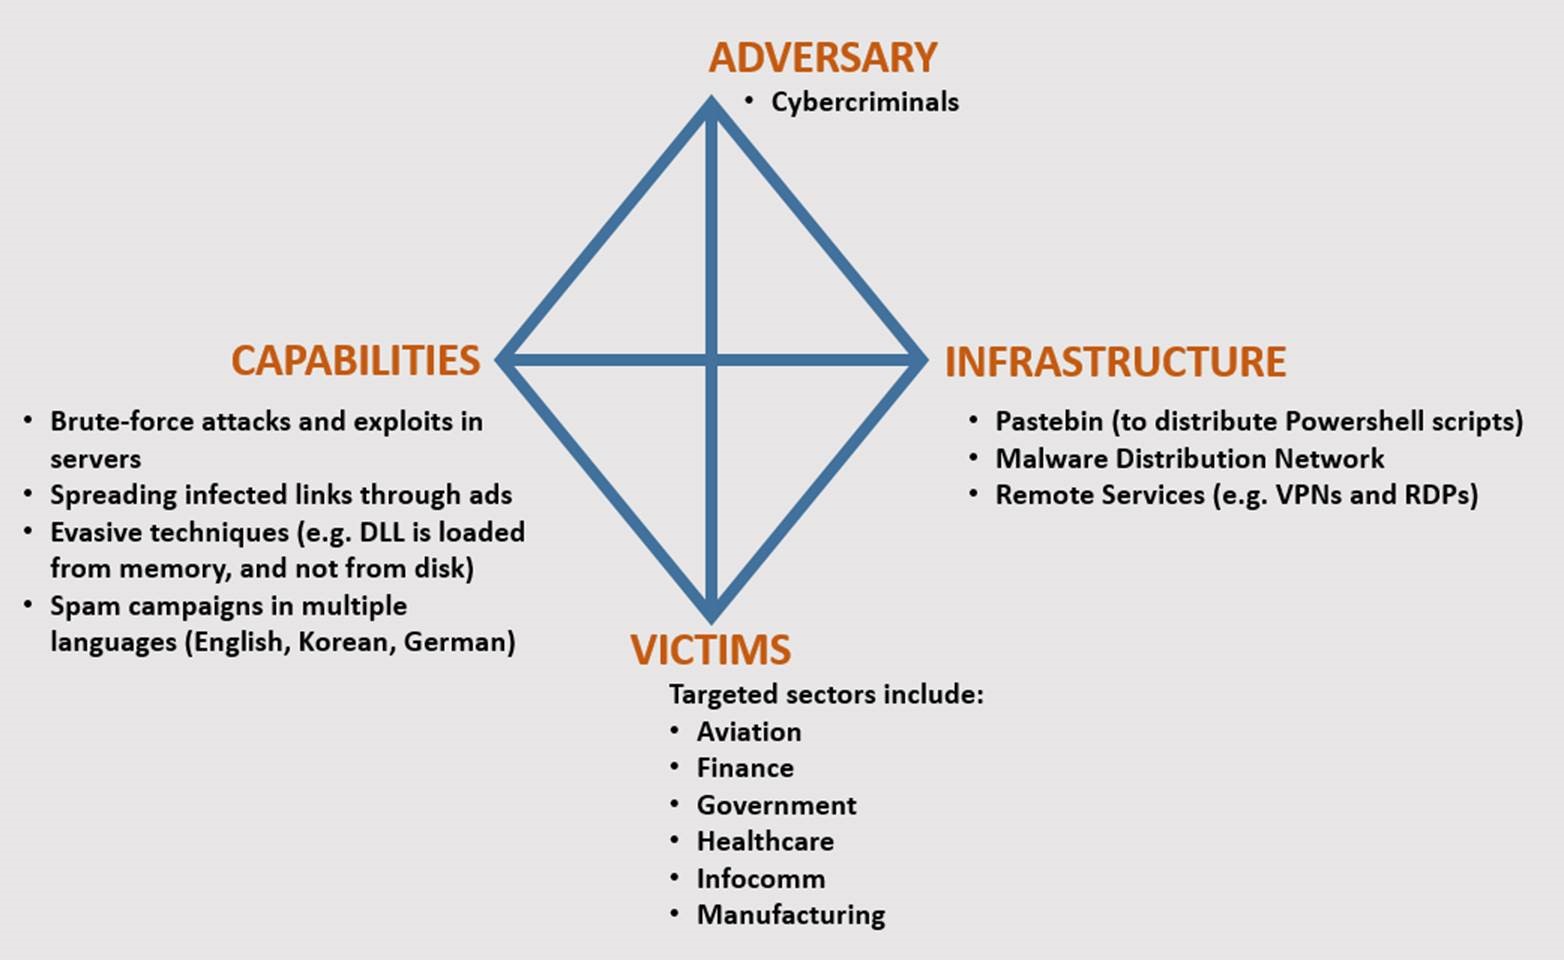 ADVERSARY
• Cybercriminals
CAPABILITIES
• Brute-force attacks and exploits in
servers
• Spreading infected links through ads
• Evasive techniques (e.g. DLL is loaded
from memory, and not from disk)
• Spam campaigns in multiple
languages (English, Korean, German)
INFRASTRUCTURE
• Pastebin (to distribute Powershell scripts)
• Malware Distribution Network
• Remote Services (e.g. VPNs and RDPs)
VICTIMS
Targeted sectors include:
• Aviation
• Finance
• Government
• Healthcare
• Infocomm
• Manufacturing